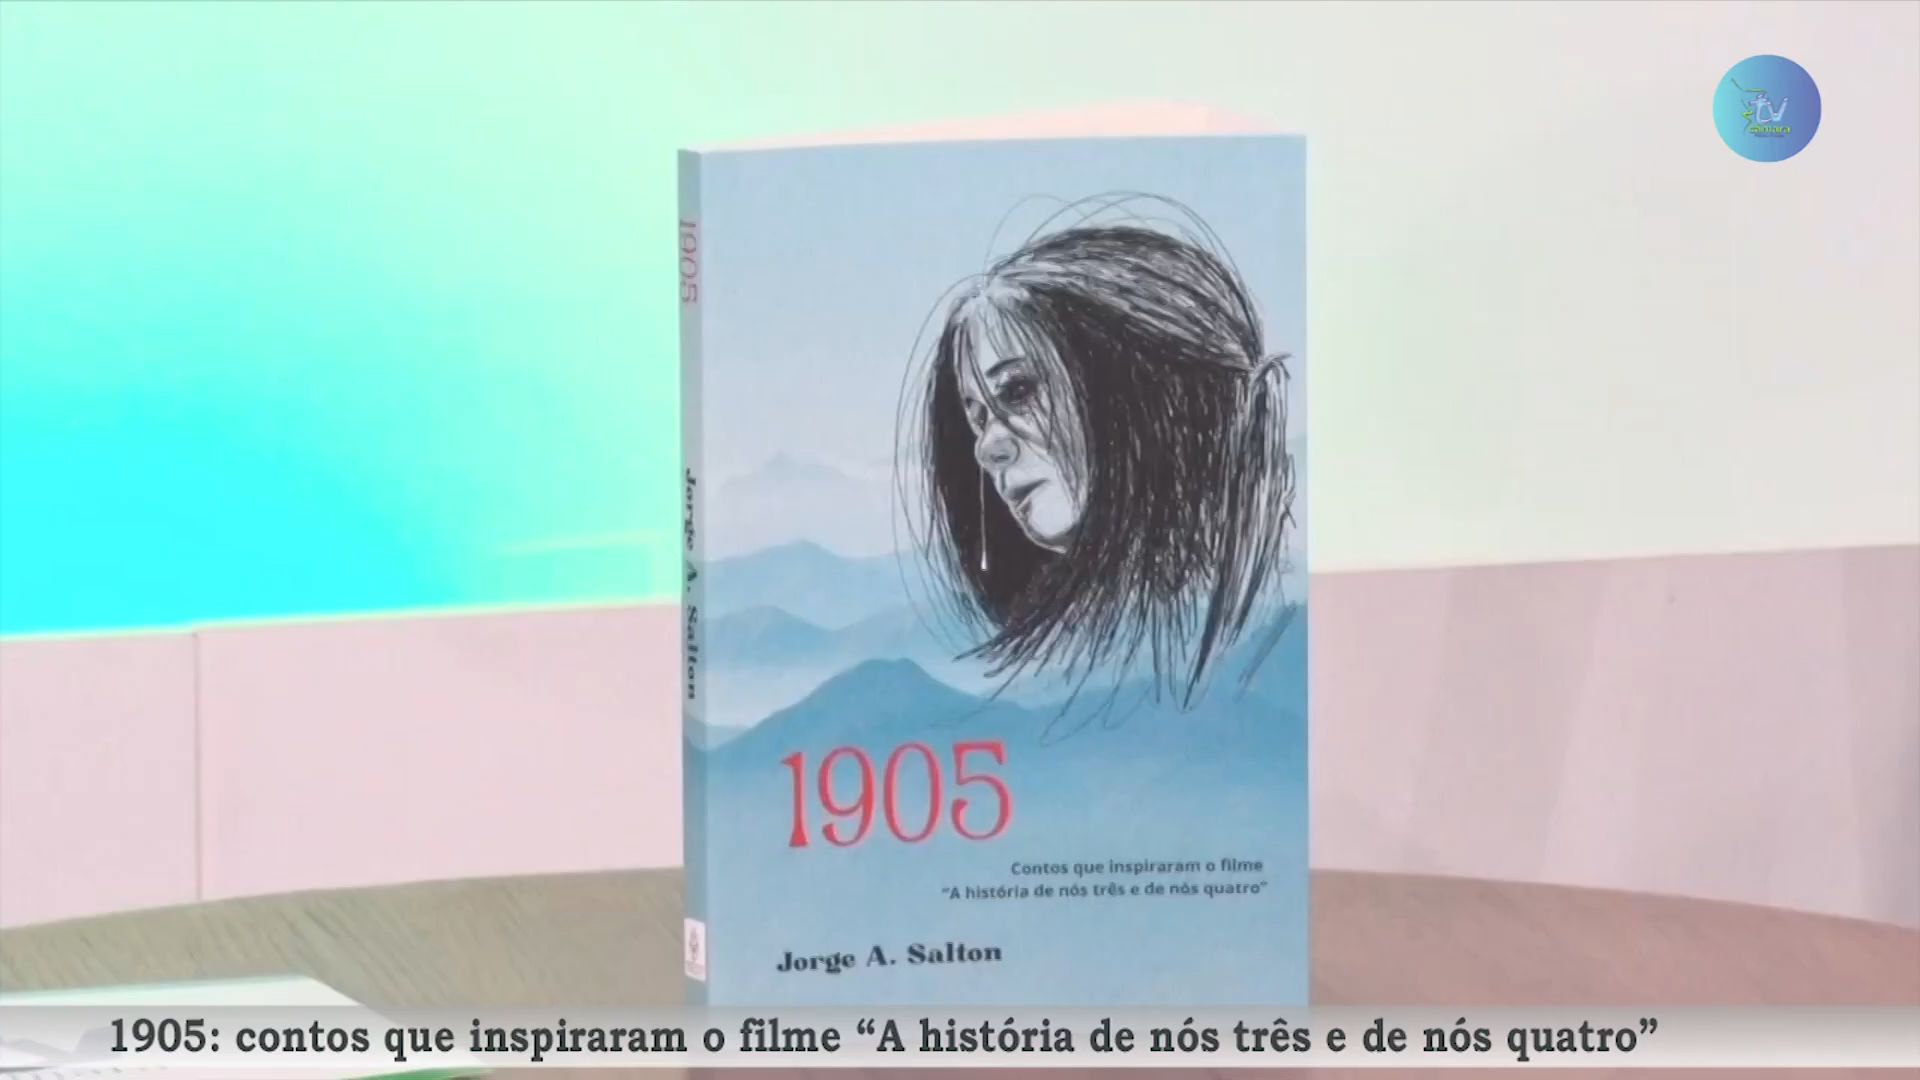 tv
câmara
1905
Jorge A. Salton
1905
Contos que inspiraram o filme
“A história de nós três e de nós quatro”
Jorge A. Salton
1905: contos que inspiraram o filme “A história de nós três e de nós quatro”